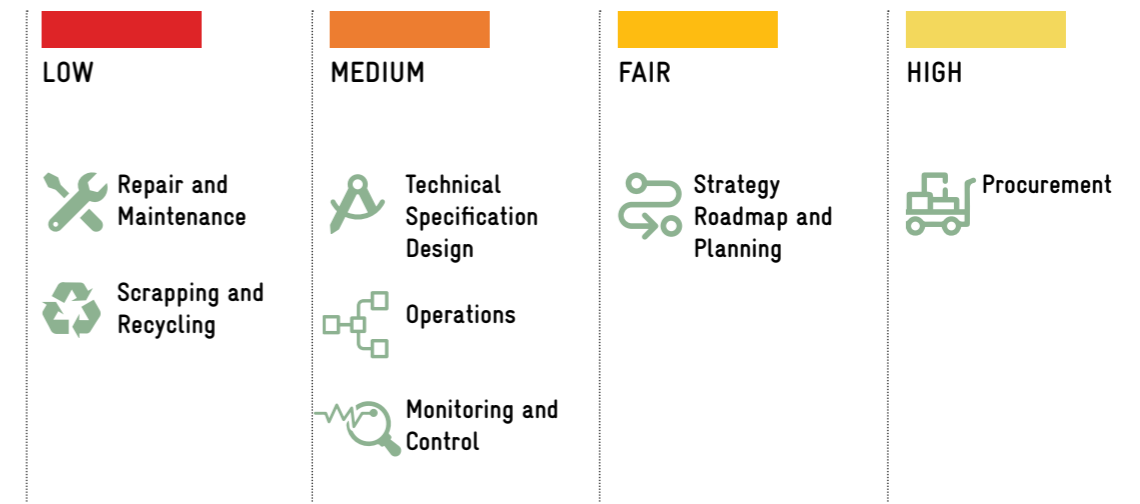 LOW
Repair and
Maintenance
Scrapping and
Recycling
MEDIUM
Technical
Specification
Design
Operations
Monitoring and
Control
FAIR
Strategy
Roadmap and
Planning
HIGH
Procurement